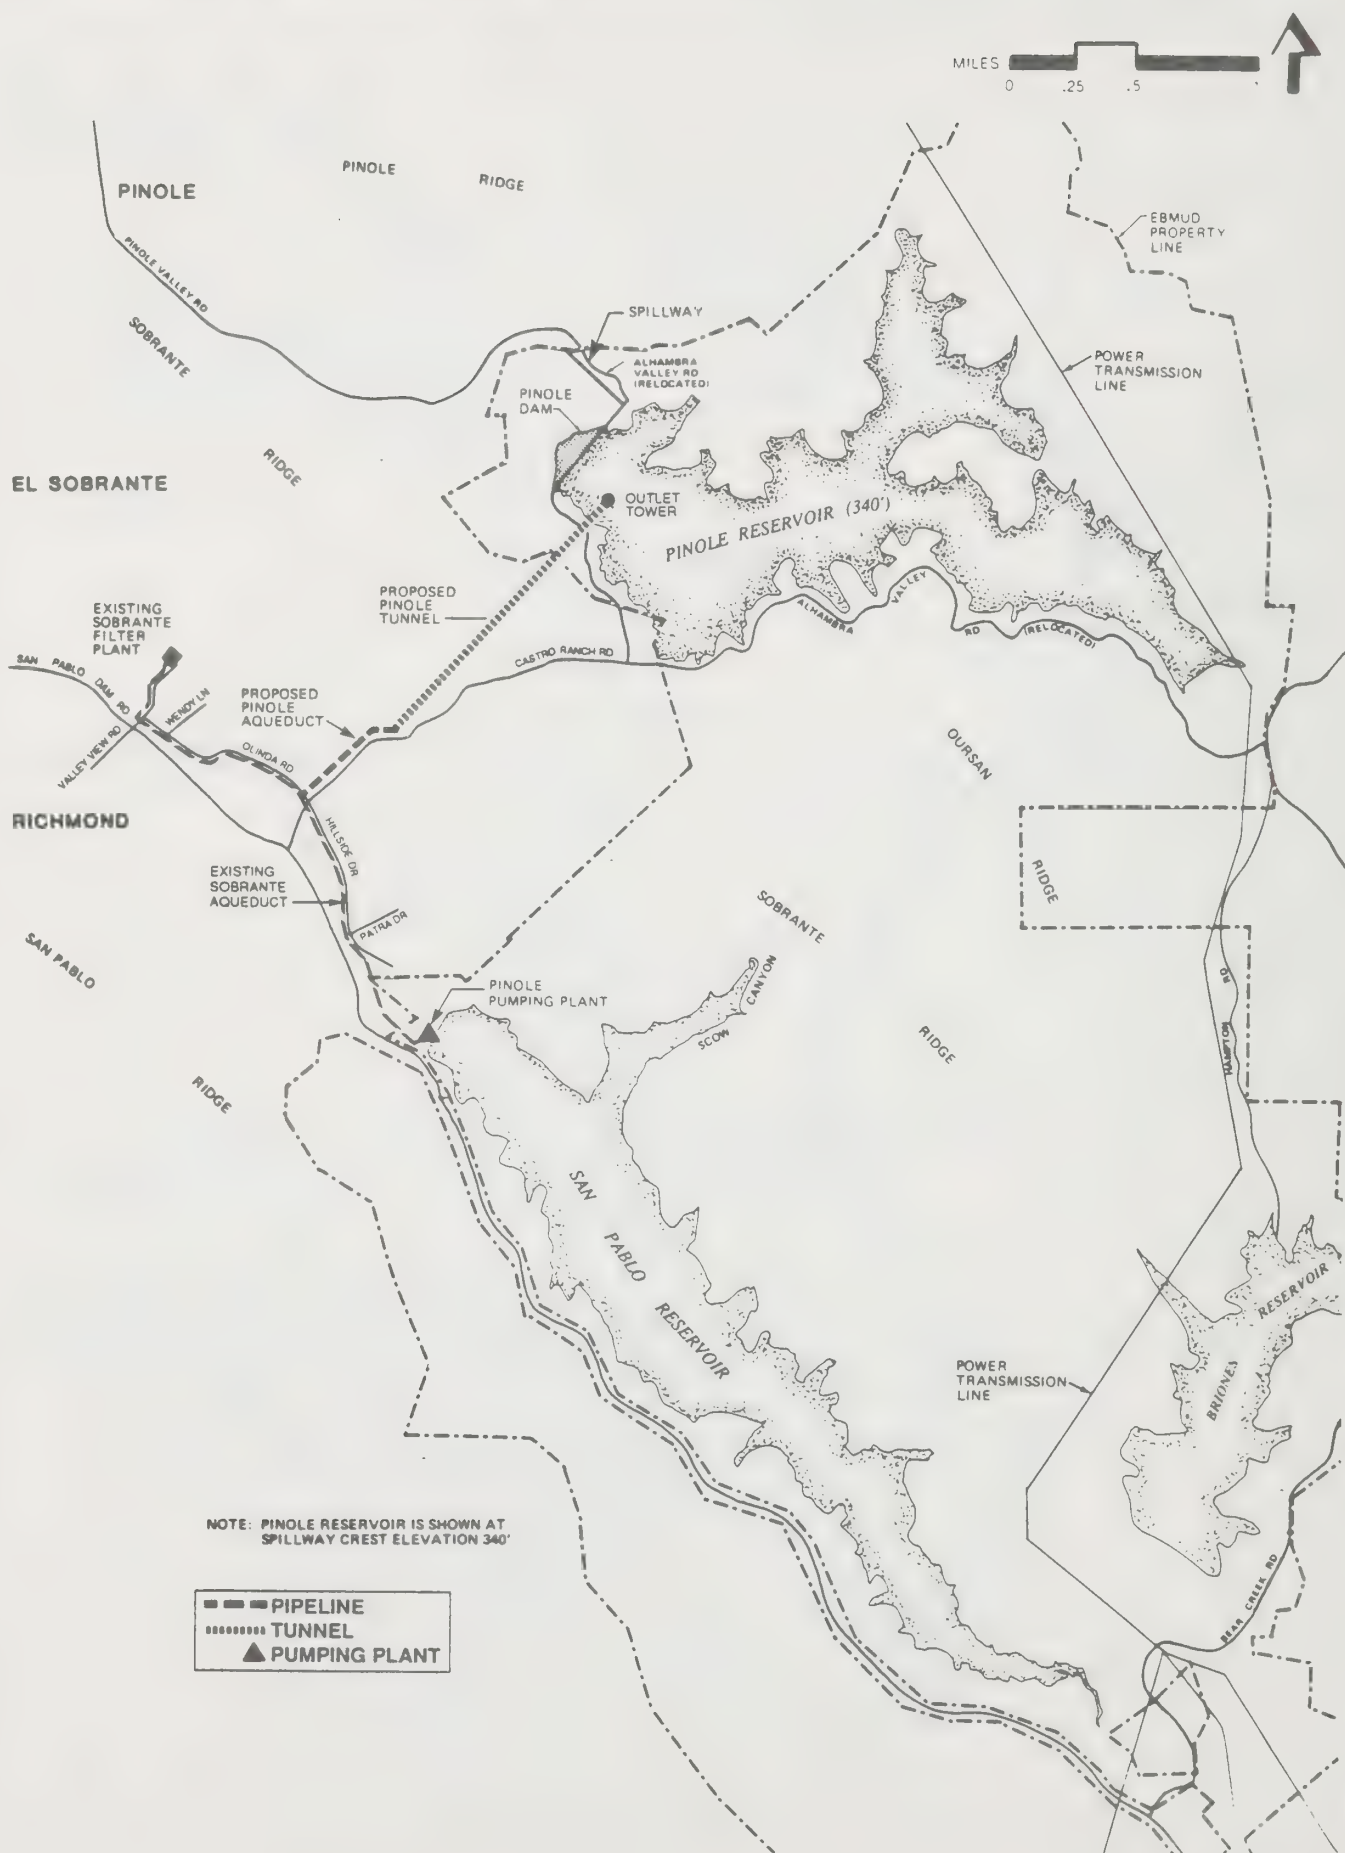 MILES
0 .25 .5
PINOLE RIDGE
PINOLE
EBMUD
PROPERTY
LINE
PINOLE VALLEY RD
SPILLWAY
SOBRANTE
ALHAMBRA
VALLEY RD
(RELOCATED)
POWER
TRANSMISSION
LINE
PINOLE
DAM
RIDGE
EL SOBRANTE
OUTLET
TOWER
PINOLE RESERVOIR (340')
PROPOSED
PINOLE
TUNNEL
ALHAMBRA VALLEY RD (RELOCATED)
EXISTING
SOBRANTE
FILTER
PLANT
CASTRO RANCH RD
SAN PABLO DAM RD
WENDY LN
PROPOSED
PINOLE
AQUEDUCT
VALLEY VIEW RD
OLINDA RD
OURSAN
RICHMOND
HILLSIDE DR
EXISTING
SOBRANTE
AQUEDUCT
RIDGE
SOBRANTE
PATRA DR
SAN PABLO
PINOLE
PUMPING PLANT
SCOW CANYON
HAMPTON RD
RIDGE
RIDGE
SAN
PABLO
RESERVOIR
BRIONES RESERVOIR
POWER
TRANSMISSION
LINE
NOTE: PINOLE RESERVOIR IS SHOWN AT
SPILLWAY CREST ELEVATION 340'
BEAR CREEK RD
PIPELINE
TUNNEL
PUMPING PLANT